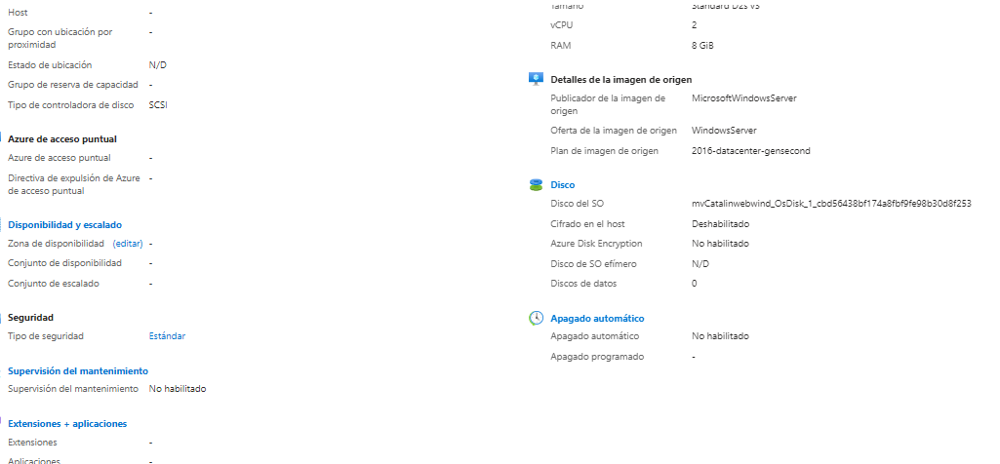 Host -
Grupo con ubicación por
proximidad -
Estado de ubicación N/D
Grupo de reserva de capacidad -
Tipo de controladora de disco SCSI
Azure de acceso puntual
Azure de acceso puntual -
Directiva de expulsión de Azure
de acceso puntual -
Disponibilidad y escalado
Zona de disponibilidad (editar) -
Conjunto de disponibilidad -
Conjunto de escalado -
Seguridad
Tipo de seguridad Estándar
Supervisión del mantenimiento
Supervisión del mantenimiento No habilitado
Extensiones + aplicaciones
Extensiones -
Aplicaciones -
Tamaño Standard D2s v3
vCPU 2
RAM 8 GiB
Detalles de la imagen de origen
Publicador de la imagen de
origen MicrosoftWindowsServer
Oferta de la imagen de origen WindowsServer
Plan de imagen de origen 2016-datacenter-gensecond
Disco
Disco del SO mvCatalinwebwind_OsDisk_1_cbd56438bf174a8fbf9fe98b30d8f253
Cifrado en el host Deshabilitado
Azure Disk Encryption No habilitado
Disco de SO efímero N/D
Discos de datos 0
Apagado automático
Apagado automático No habilitado
Apagado programado -